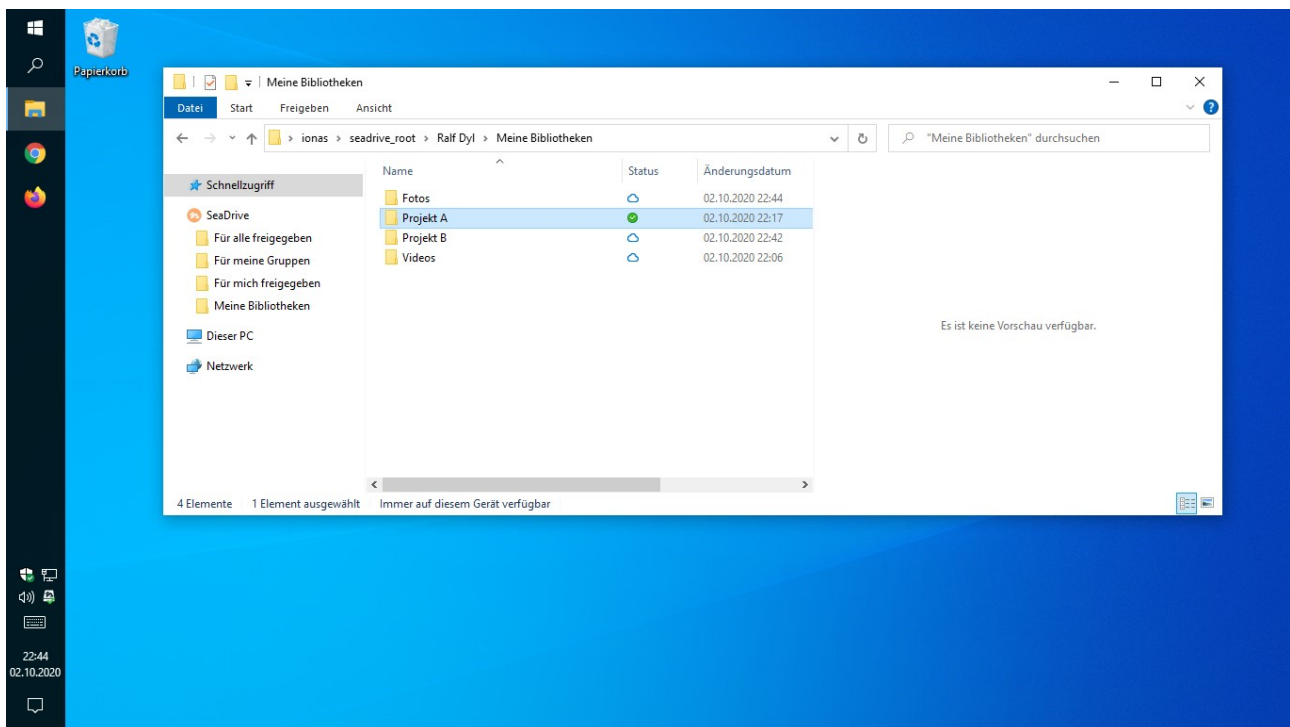 Papierkorb
Meine Bibliotheken
Datei Start Freigeben Ansicht
ionas › seadrive_root › Ralf Dyl › Meine Bibliotheken
"Meine Bibliotheken" durchsuchen
Name Status Änderungsdatum
Schnellzugriff
SeaDrive
Für alle freigegeben
Für meine Gruppen
Für mich freigegeben
Meine Bibliotheken
Dieser PC
Netzwerk
Fotos 02.10.2020 22:44
Projekt A 02.10.2020 22:17
Projekt B 02.10.2020 22:42
Videos 02.10.2020 22:06
Es ist keine Vorschau verfügbar.
4 Elemente 1 Element ausgewählt Immer auf diesem Gerät verfügbar
22:44
02.10.2020